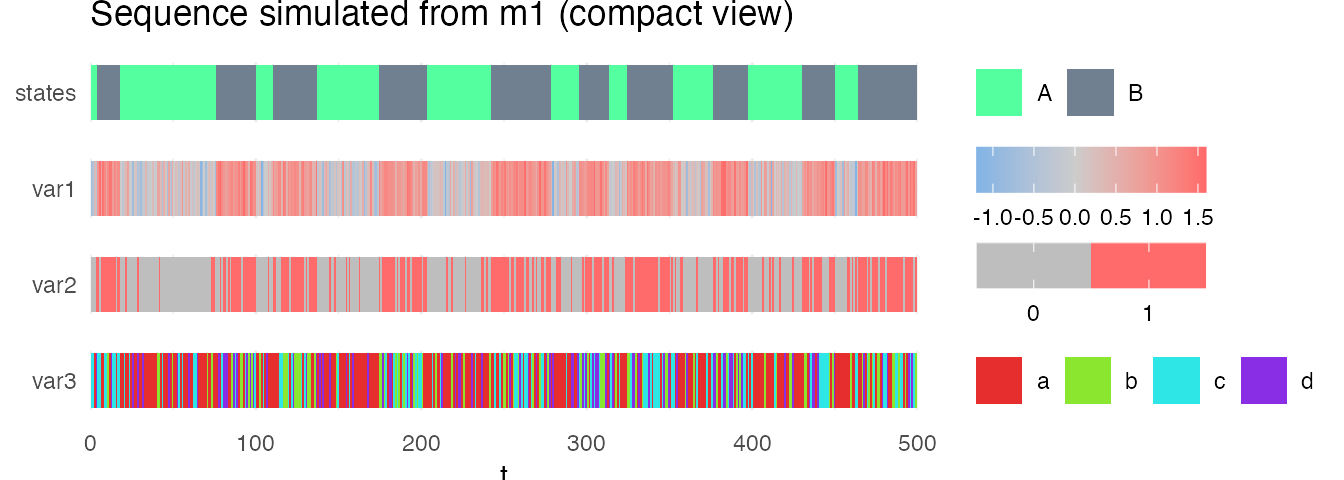 Sequence simulated from m1 (compact view)
states
A B
var1
-1.0 -0.5 0.0 0.5 1.0 1.5
var2
0 1
var3
a b c d
0 100 200 300 400 500
t